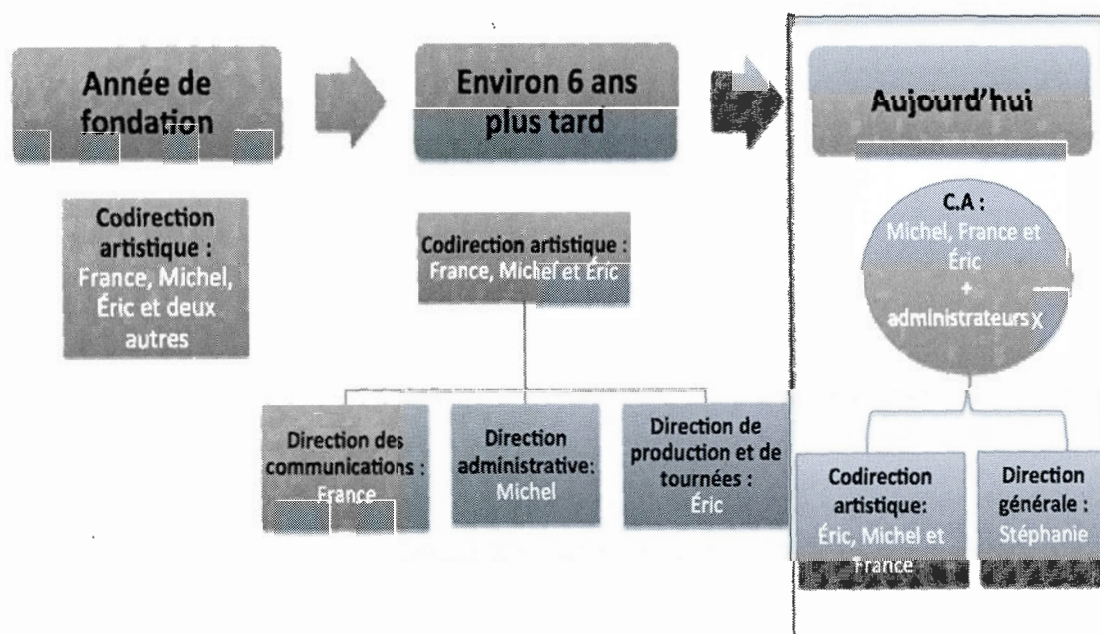 Année de
fondation
Environ 6 ans
plus tard
Aujourd'hui
Codirection
artistique :
France, Michel,
Éric et deux
autres
Codirection artistique :
France, Michel et Éric
C.A :
Michel, France et
Éric
+
administrateurs X
Direction des
communications :
France
Direction
administrative:
Michel
Direction de
production et de
tournées :
Éric
Codirection
artistique:
Éric, Michel et
France
Direction
générale :
Stéphanie